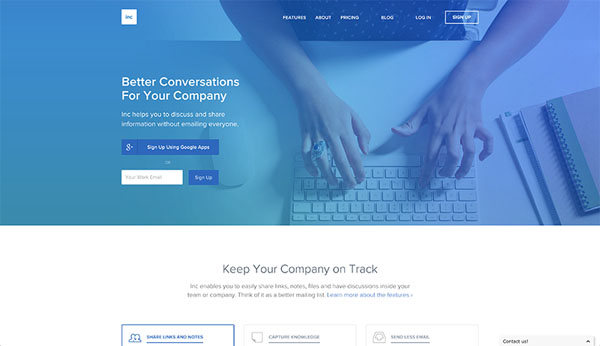 inc
FEATURES ABOUT PRICING BLOG LOG IN SIGN UP
Better Conversations
For Your Company
Inc helps you to discuss and share
information without emailing everyone.
g+ Sign Up Using Google Apps
OR
Your Work Email Sign Up
Keep Your Company on Track
Inc enables you to easily share links, notes, files and have discussions inside your
team or company. Think of it as a better mailing list. Learn more about the features ›
SHARE LINKS AND NOTES CAPTURE KNOWLEDGE SEND LESS EMAIL
Contact us!